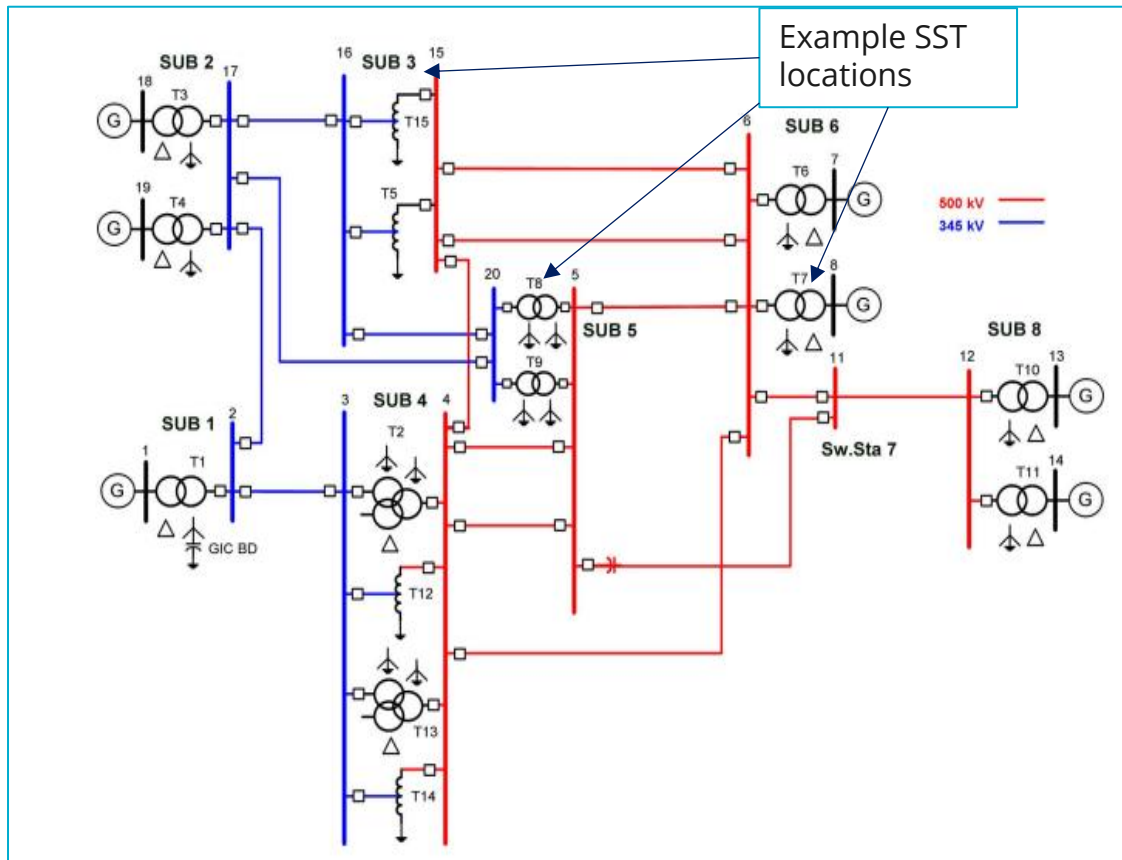 Example SST
locations
SUB 2
18
17
16
SUB 3
15
G
T3
T15
19
G
T4
T5
6
SUB 6
T6
7
G
500 kV
345 kV
20
T8
5
SUB 5
T9
T7
8
G
SUB 8
11
12
T10
13
G
Sw.Sta 7
T11
14
G
SUB 1
1
2
G
T1
GIC BD
3
SUB 4
4
T2
T12
T13
T14